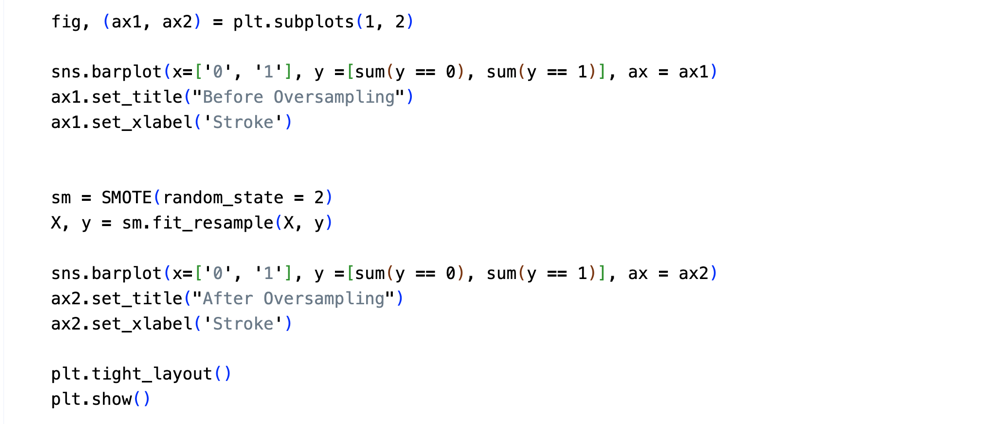 fig, (ax1, ax2) = plt.subplots(1, 2)
sns.barplot(x=['0', '1'], y =[sum(y == 0), sum(y == 1)], ax = ax1)
ax1.set_title("Before Oversampling")
ax1.set_xlabel('Stroke')
sm = SMOTE(random_state = 2)
X, y = sm.fit_resample(X, y)
sns.barplot(x=['0', '1'], y =[sum(y == 0), sum(y == 1)], ax = ax2)
ax2.set_title("After Oversampling")
ax2.set_xlabel('Stroke')
plt.tight_layout()
plt.show()